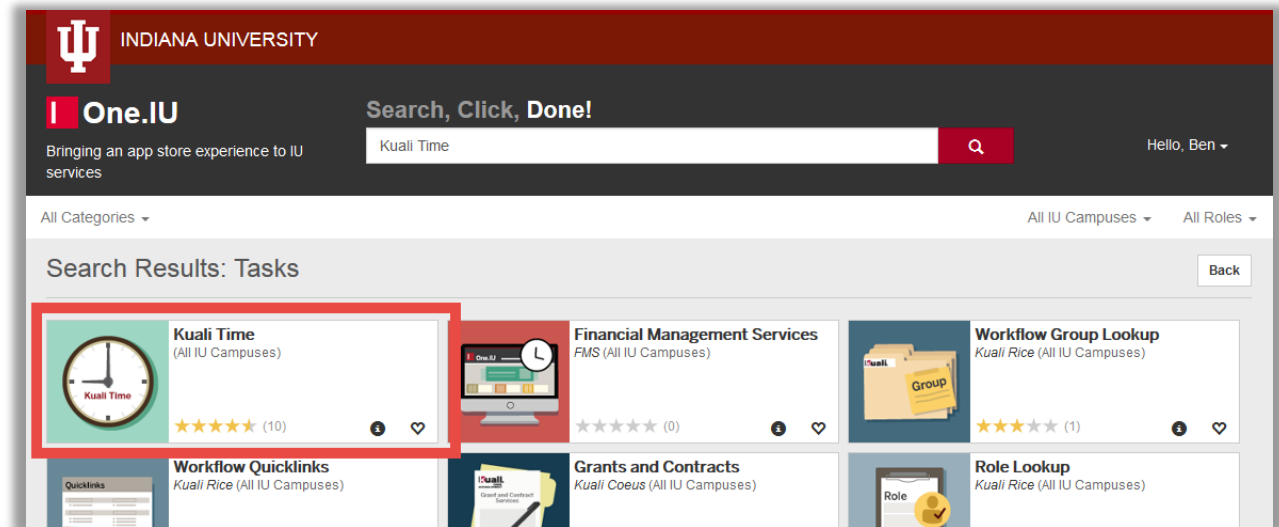 INDIANA UNIVERSITY
One.IU
Search, Click, Done!
Bringing an app store experience to IU
services
Kuali Time
Hello, Ben
All Categories
All IU Campuses
All Roles
Search Results: Tasks
Back
Kuali Time
(All IU Campuses)
Kuali Time
(10)
Financial Management Services
FMS (All IU Campuses)
One.IU
(0)
Workflow Group Lookup
Kuali Rice (All IU Campuses)
Kuali
Group
(1)
Workflow Quicklinks
Kuali Rice (All IU Campuses)
Quicklinks
Grants and Contracts
Kuali Coeus (All IU Campuses)
Kuali
Grant and Contract
Services
Role Lookup
Kuali Rice (All IU Campuses)
Role